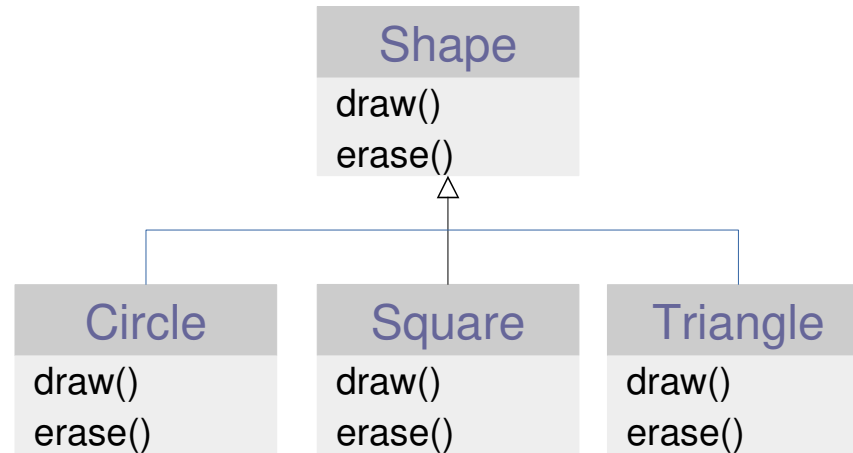 Shape
draw()
erase()
Circle
draw()
erase()
Square
draw()
erase()
Triangle
draw()
erase()